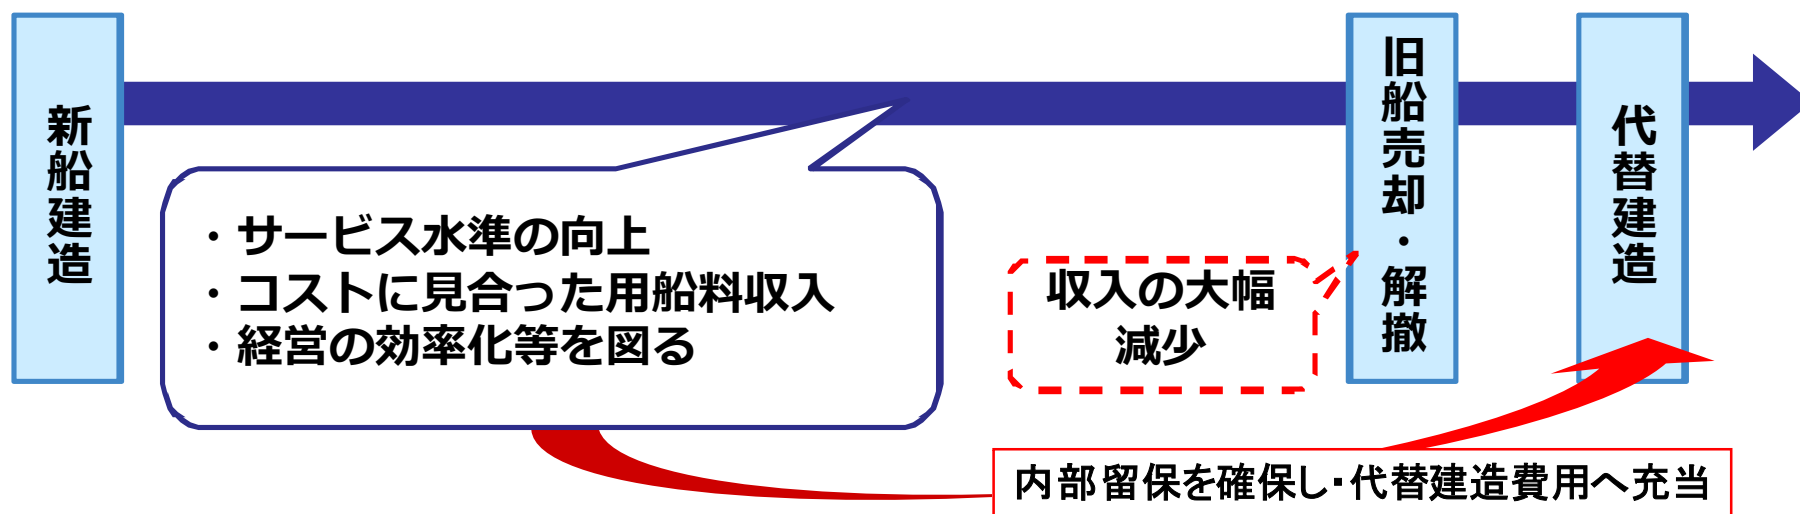 新船建造
・サービス水準の向上
・コストに見合った用船料収入
・経営の効率化等を図る
収入の大幅
減少
旧船売却・解撤
代替建造
内部留保を確保し・代替建造費用へ充当